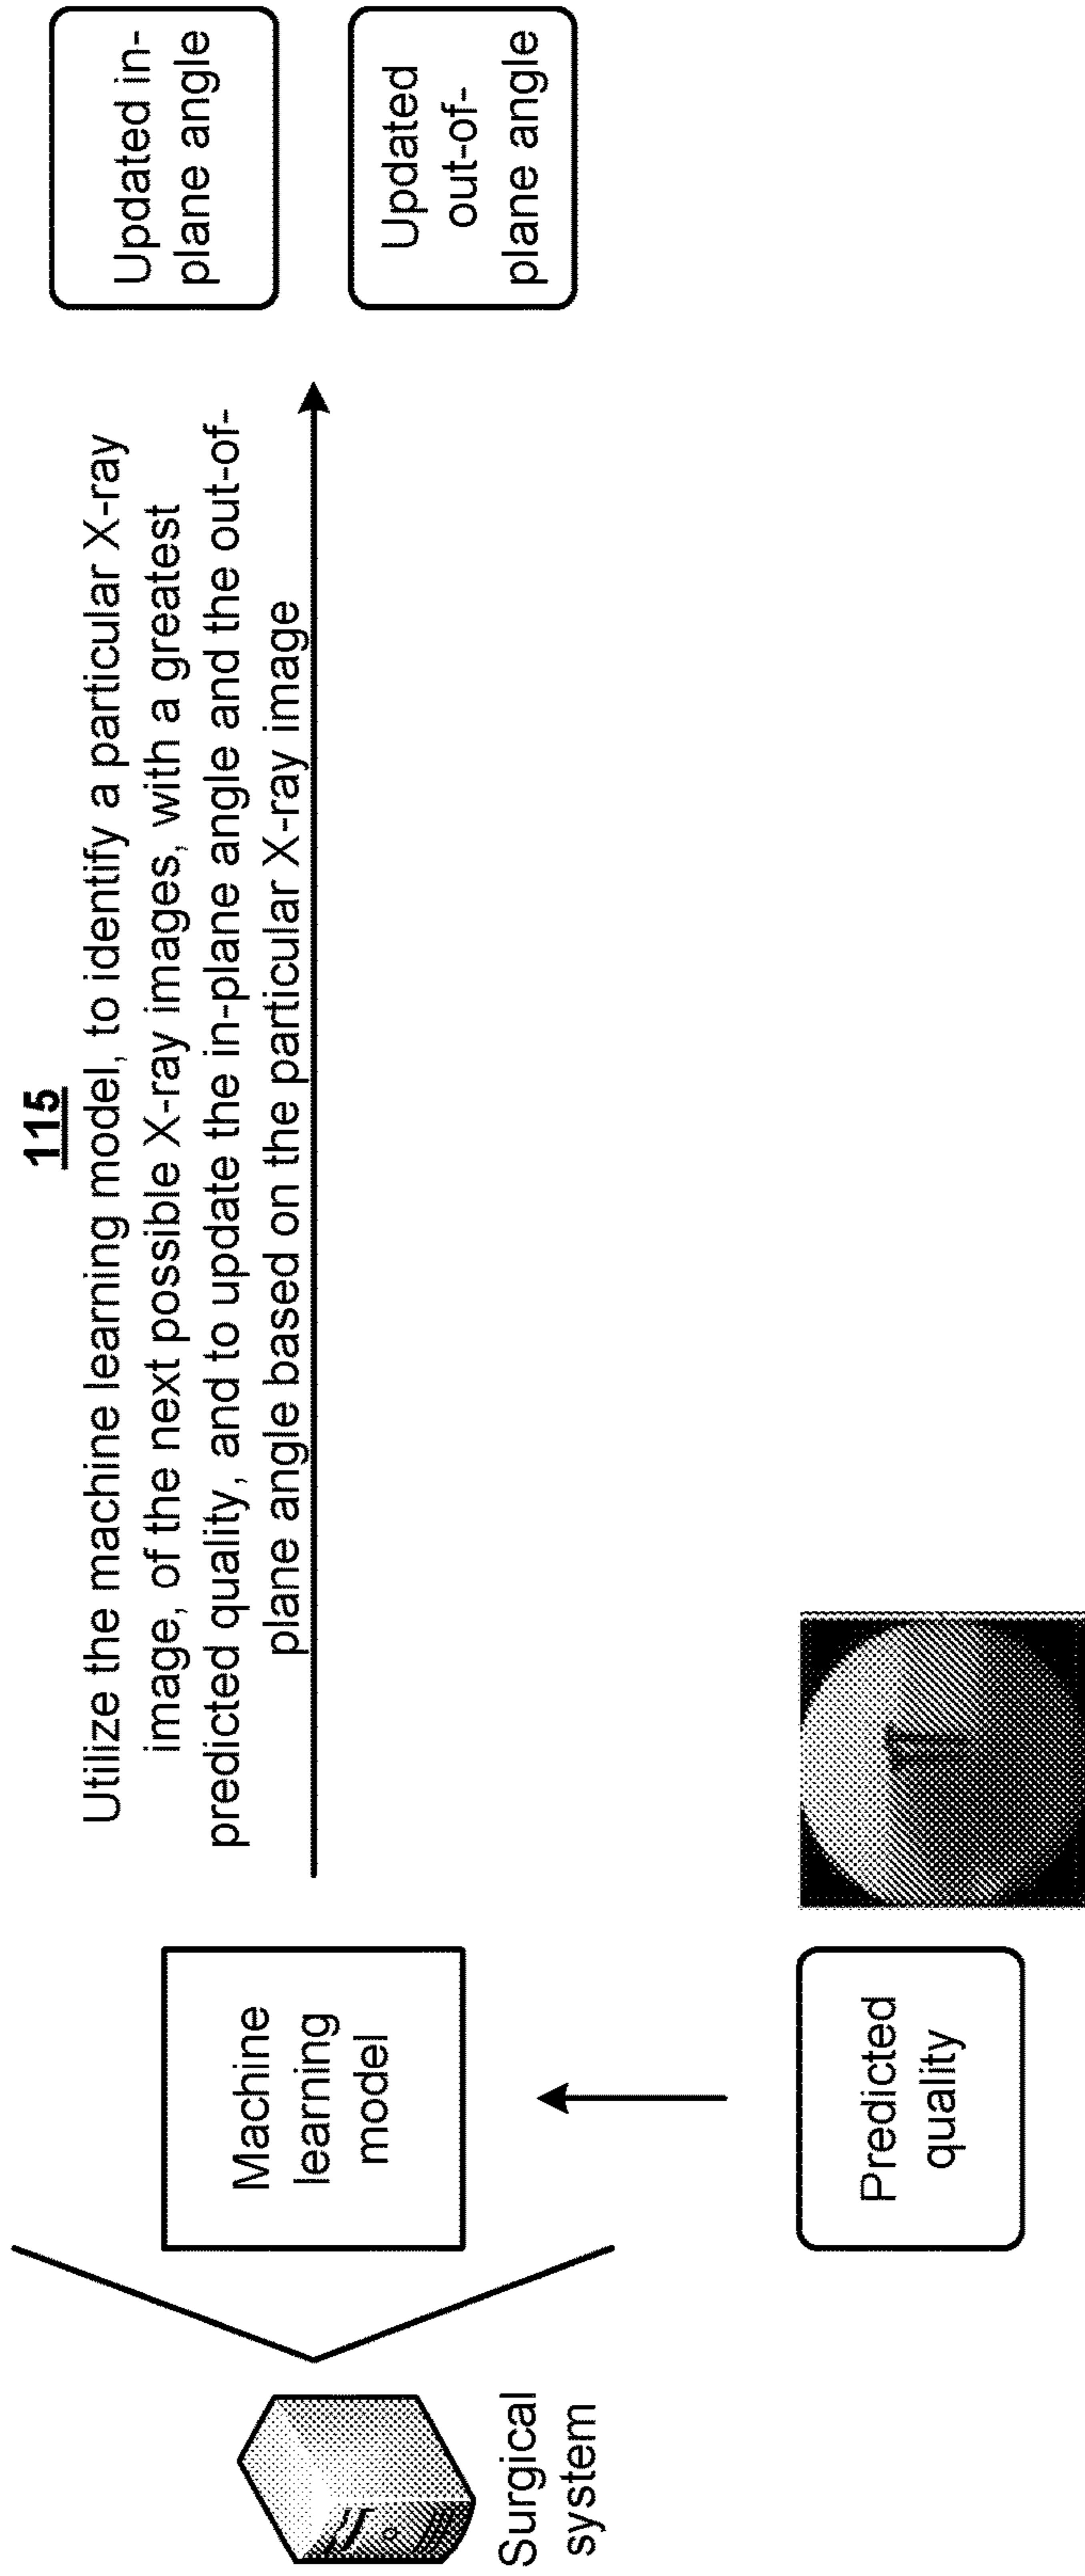 115
Utilize the machine learning model, to identify a particular X-ray
image, of the next possible X-ray images, with a greatest
predicted quality, and to update the in-plane angle and the out-of-
plane angle based on the particular X-ray image
Surgical
system
Machine
learning
model
Updated in-
plane angle
Updated
out-of-
plane angle
Predicted
quality